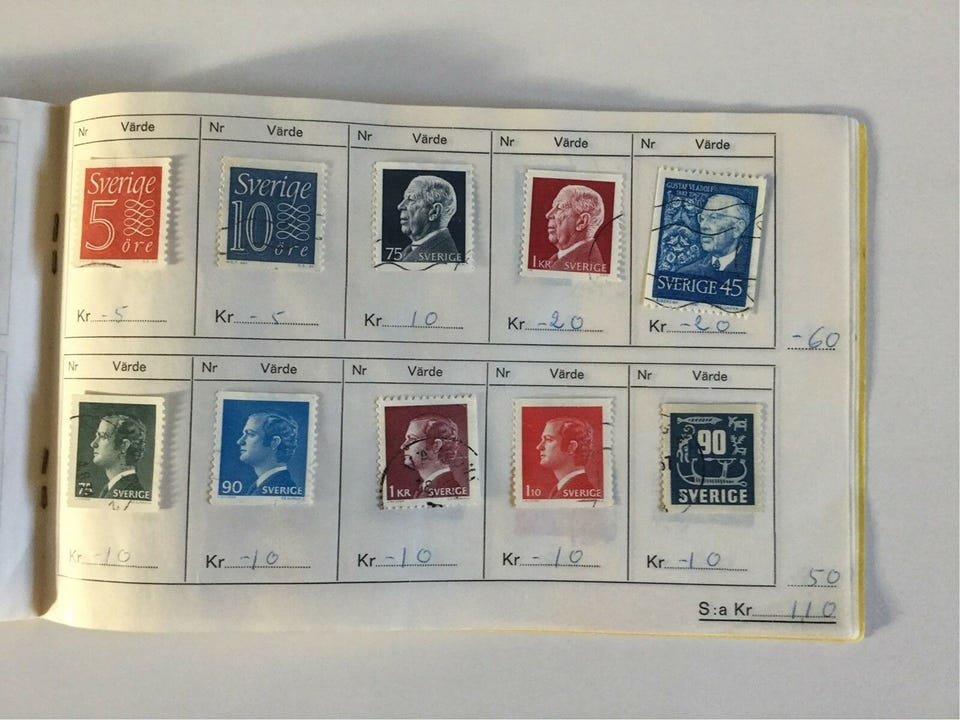 Nr Värde Nr Värde Nr Värde Nr Värde Nr Värde
Sverige 5 öre
Sverige 10 öre
75 SVERIGE
1 KR SVERIGE
GUSTAF VI ADOLF
1882 1967
SVERIGE 45
Kr -5 Kr -5 Kr 10 Kr -20 Kr -20
-60
Nr Värde Nr Värde Nr Värde Nr Värde Nr Värde
75 SVERIGE
90 SVERIGE
1 KR SVERIGE
1 10 SVERIGE
90
SVERIGE
Kr -10 Kr -10 Kr -10 Kr -10 Kr -10
50
S:a Kr 110